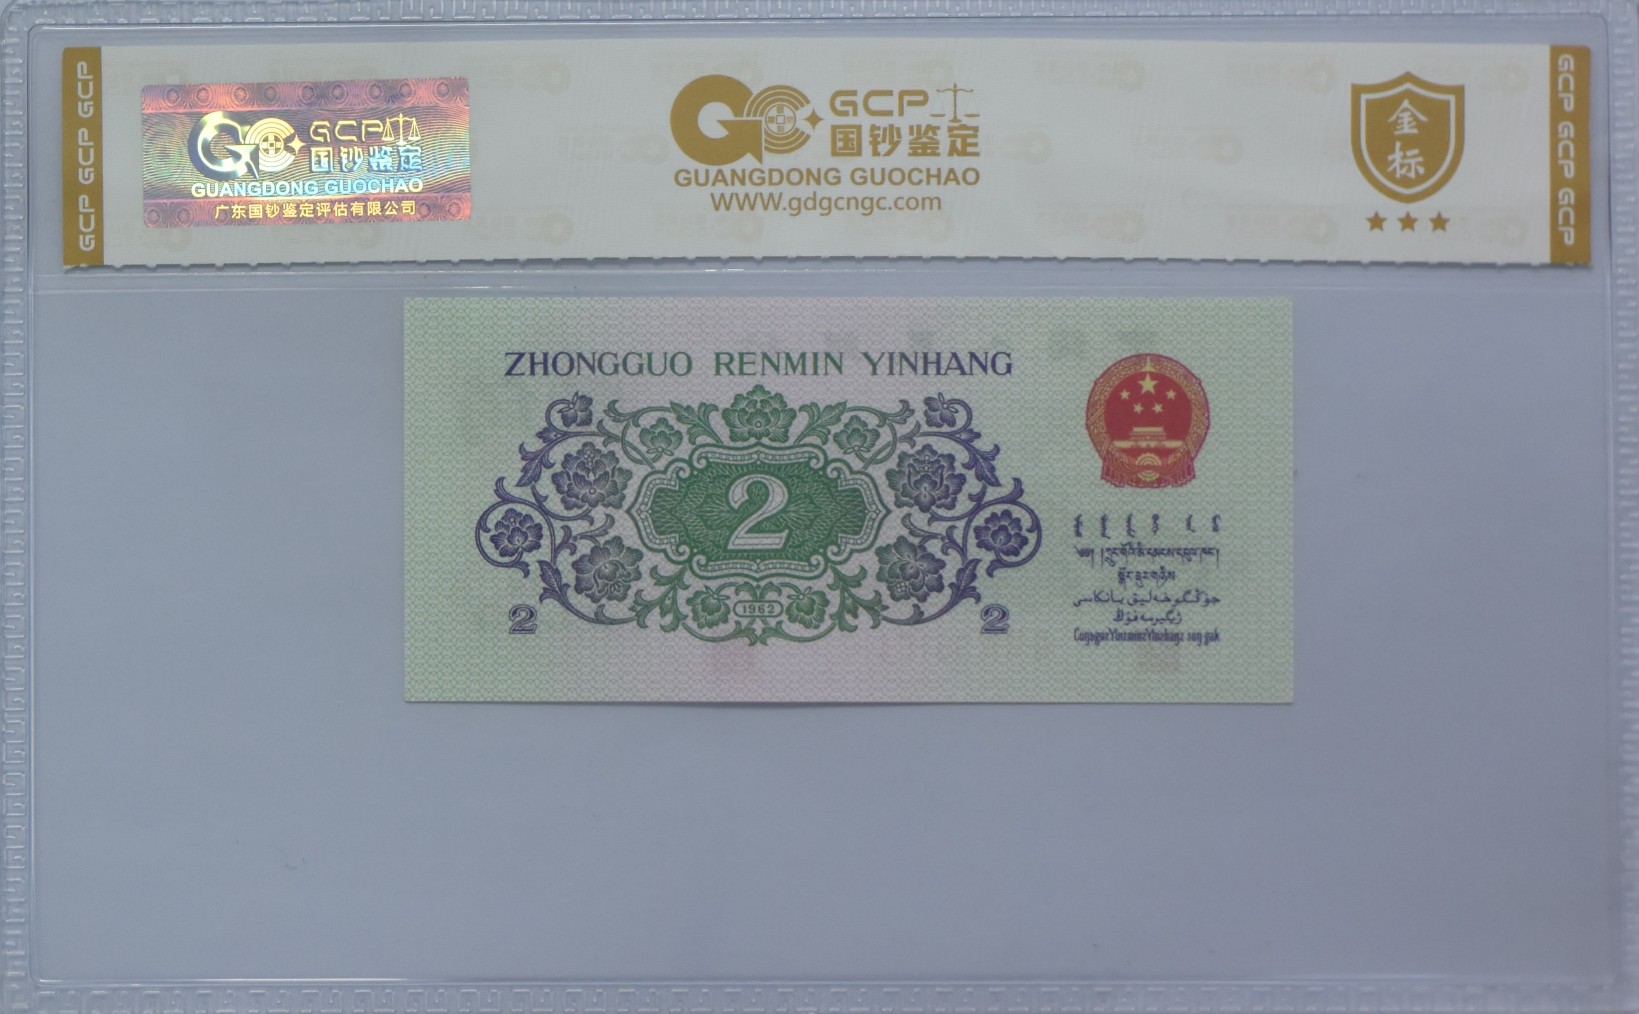 GCP GCP GCP
GCP
国钞鉴定
GUANGDONG GUOCHAO
广东国钞鉴定评估有限公司
GCP
国钞鉴定
GUANGDONG GUOCHAO
WWW.gdgcngc.com
金
标
GCP GCP GCP
ZHONGGUO RENMIN YINHANG
2
1962
2 2
جۇڭگوخەلىق بانكاسى